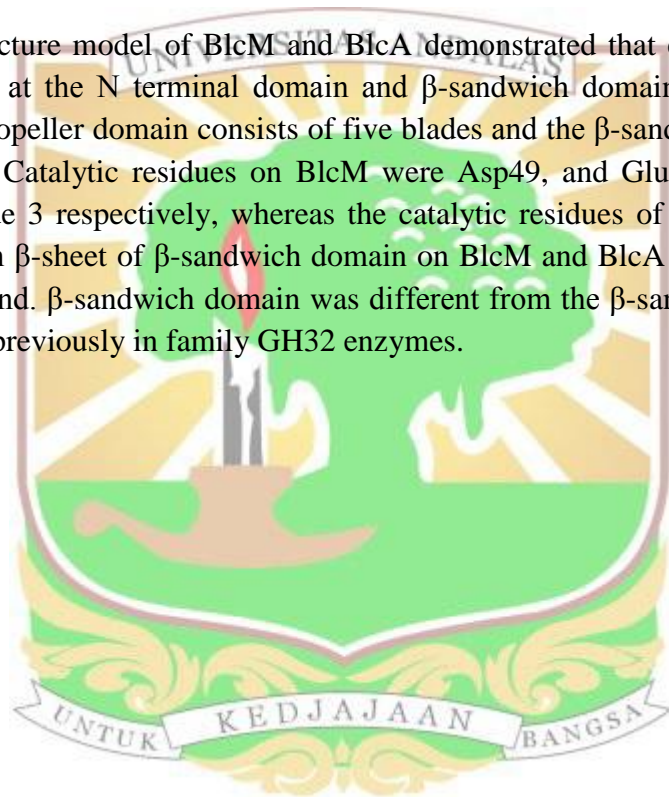 cture model of BlcM and BlcA demonstrated that
at the N terminal domain and β-sandwich domain
opeller domain consists of five blades and the β-sand
Catalytic residues on BlcM were Asp49, and Glu
e 3 respectively, whereas the catalytic residues of
β-sheet of β-sandwich domain on BlcM and BlcA
nd. β-sandwich domain was different from the β-san
previously in family GH32 enzymes.
UNIVERSITAS ANDALAS
UNTUK KEDJAJAAN BANGSA